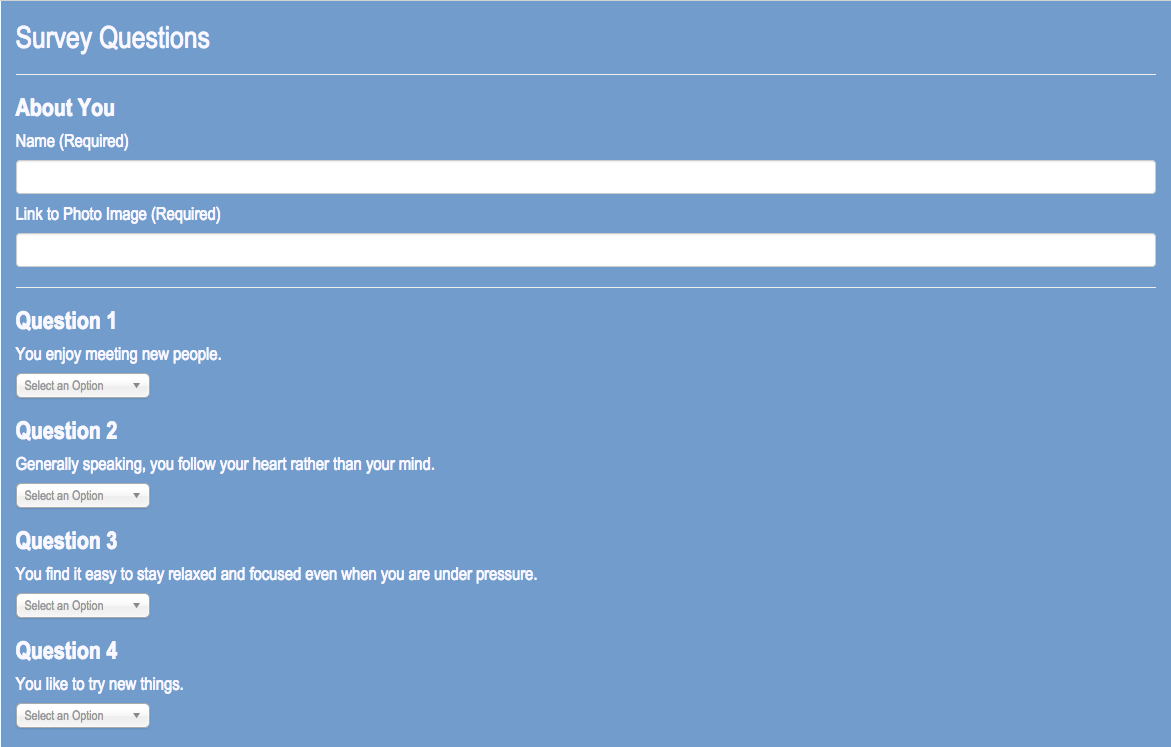 Survey Questions
About You
Name (Required)
Link to Photo Image (Required)
Question 1
You enjoy meeting new people.
Select an Option
Question 2
Generally speaking, you follow your heart rather than your mind.
Select an Option
Question 3
You find it easy to stay relaxed and focused even when you are under pressure.
Select an Option
Question 4
You like to try new things.
Select an Option